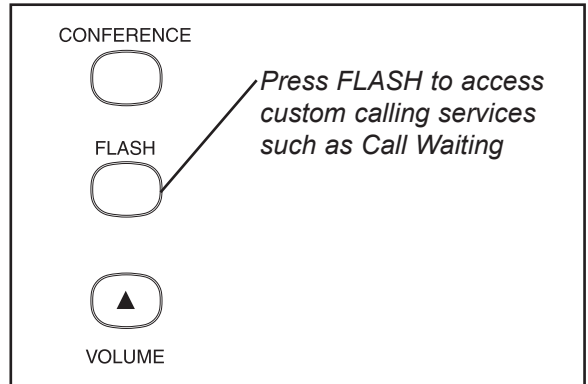 CONFERENCE
Press FLASH to access
custom calling services
such as Call Waiting
FLASH
VOLUME